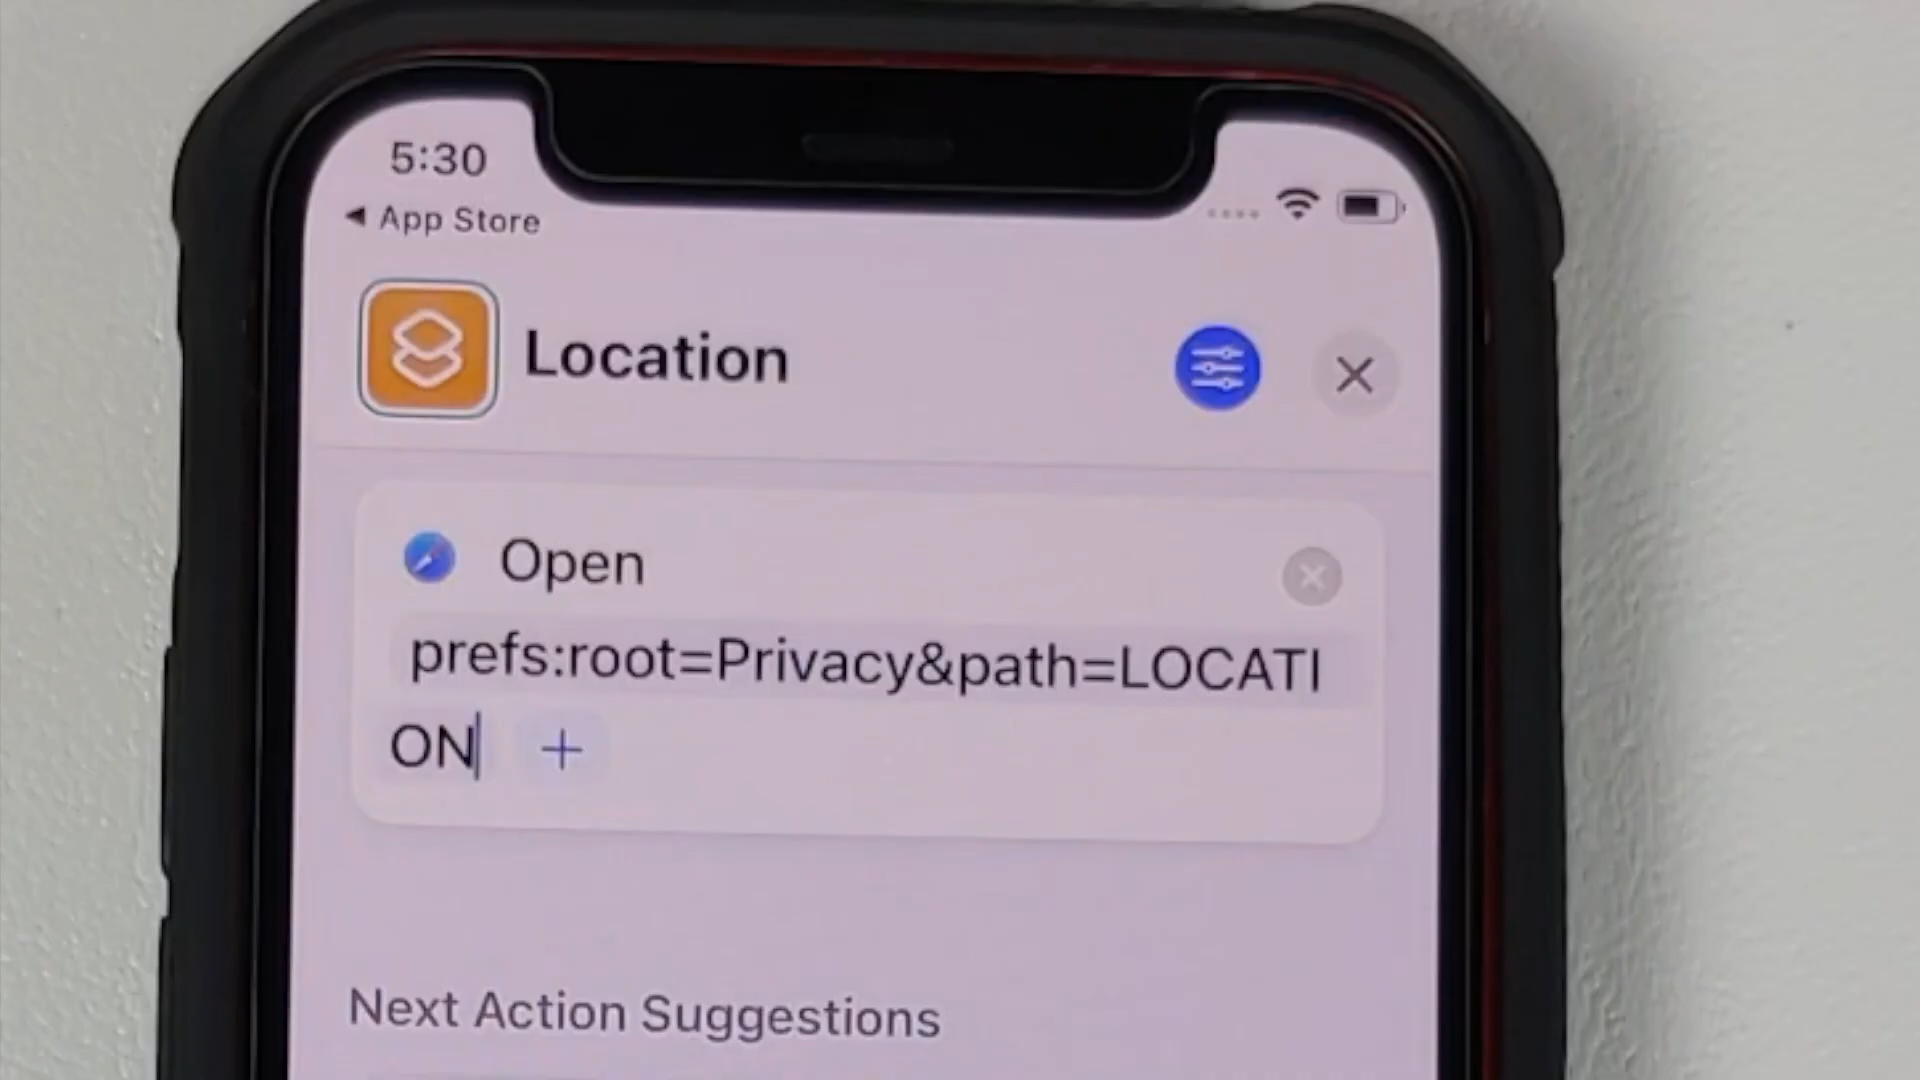 5:30
◀ App Store
Location
Open
prefs:root=Privacy&path=LOCATI
ON
Next Action Suggestions